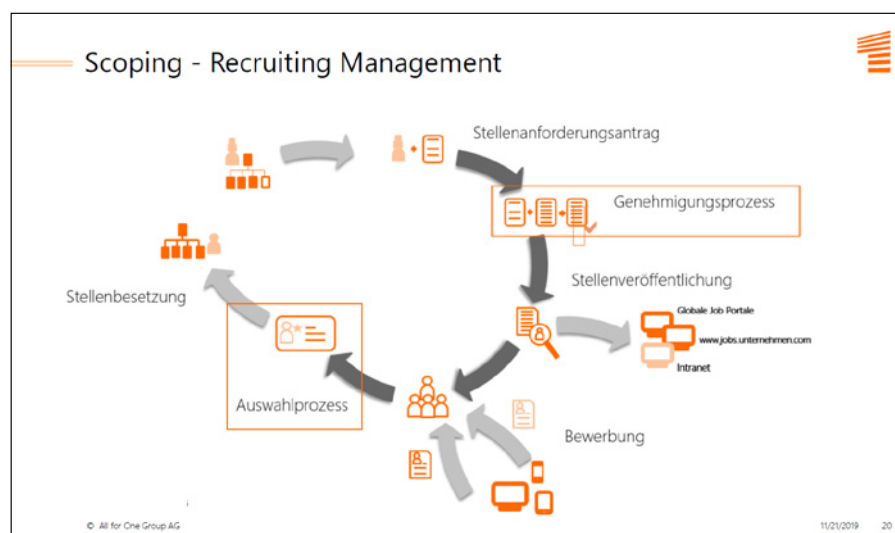 Scoping - Recruiting Management
Stellenanforderungsantrag
Genehmigungsprozess
Stellenveröffentlichung
Globale Job Portale
www.jobs.unternehmen.com
Intranet
Stellenbesetzung
Auswahlprozess
Bewerbung
© All for One Group AG
11/21/2019
20